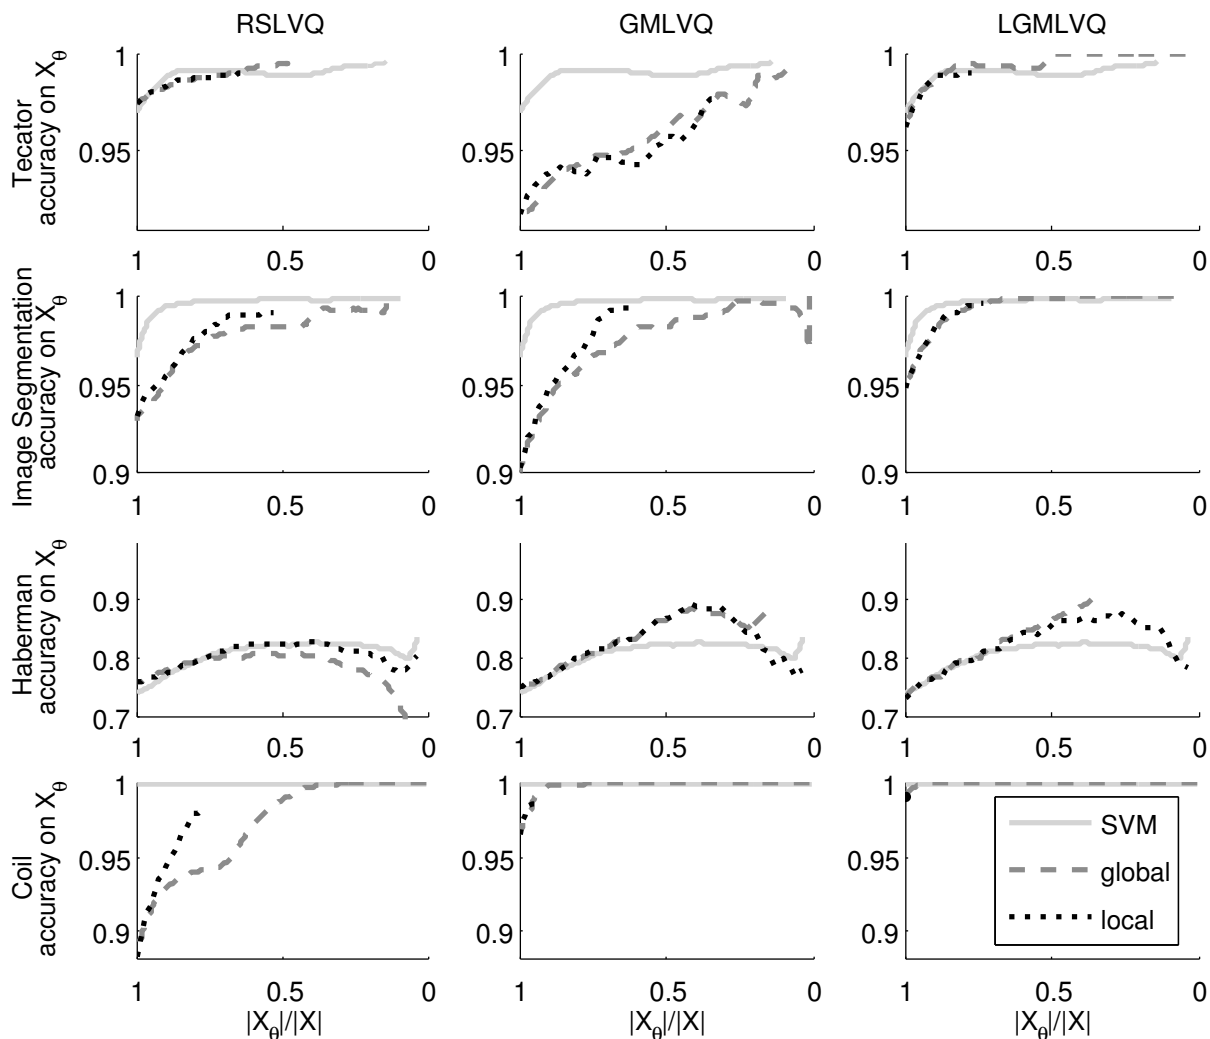 RSLVQ GMLVQ LGMLVQ
Tecator
accuracy on X_θ
1
0.95
1 0.5 0
1
0.95
1 0.5 0
1
0.95
1 0.5 0
Image Segmentation
accuracy on X_θ
1
0.95
0.9
1 0.5 0
1
0.95
0.9
1 0.5 0
1
0.95
0.9
1 0.5 0
Haberman
accuracy on X_θ
0.9
0.8
0.7
1 0.5 0
0.9
0.8
0.7
1 0.5 0
0.9
0.8
0.7
1 0.5 0
Coil
accuracy on X_θ
1
0.95
0.9
1 0.5 0
|X_θ|/|X|
1
0.95
0.9
1 0.5 0
|X_θ|/|X|
1
0.95
0.9
SVM
global
local
1 0.5 0
|X_θ|/|X|